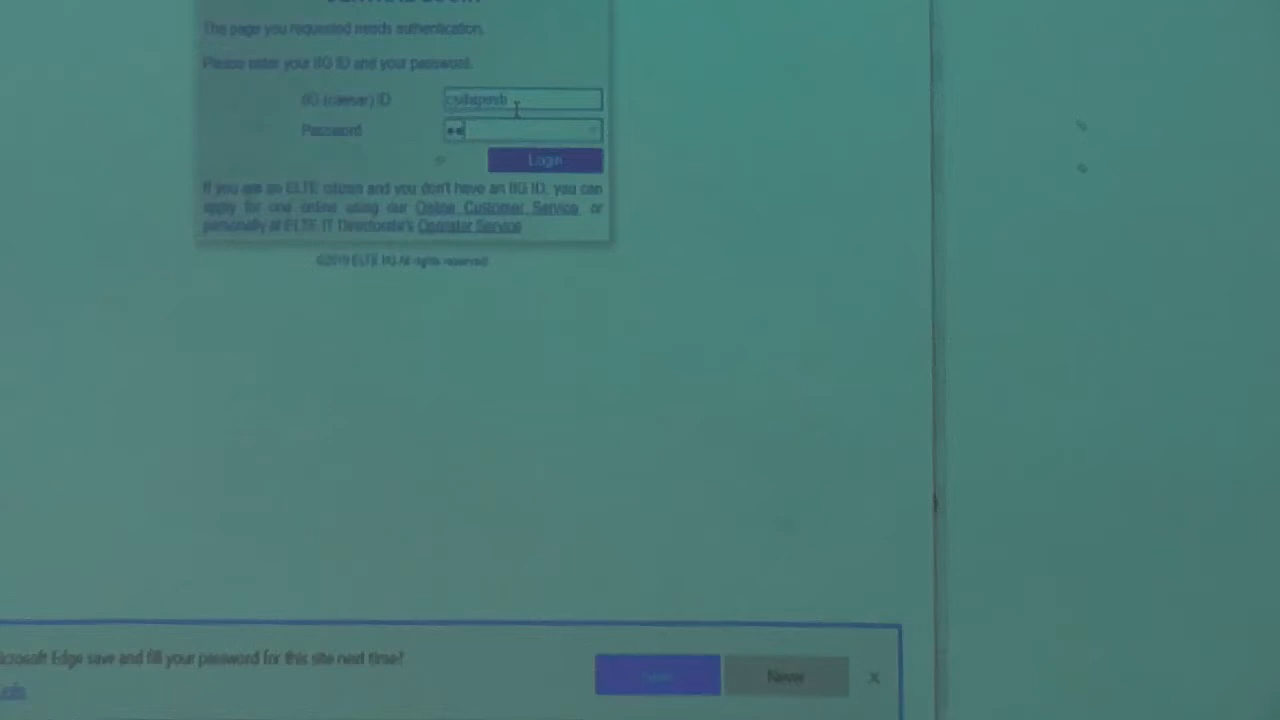 The page you requested needs authentication.
Please enter your IIG ID and your password.
IIG (caesar) ID
Password
Login
If you are an ELTE citizen and you don't have an IIG ID, you can
apply for one online using our Online Customer Service, or
personally at ELTE IT Directorate's Operator Service
©2019 ELTE IIG All rights reserved
icrosoft Edge save and fill your password for this site next time?
Never
X